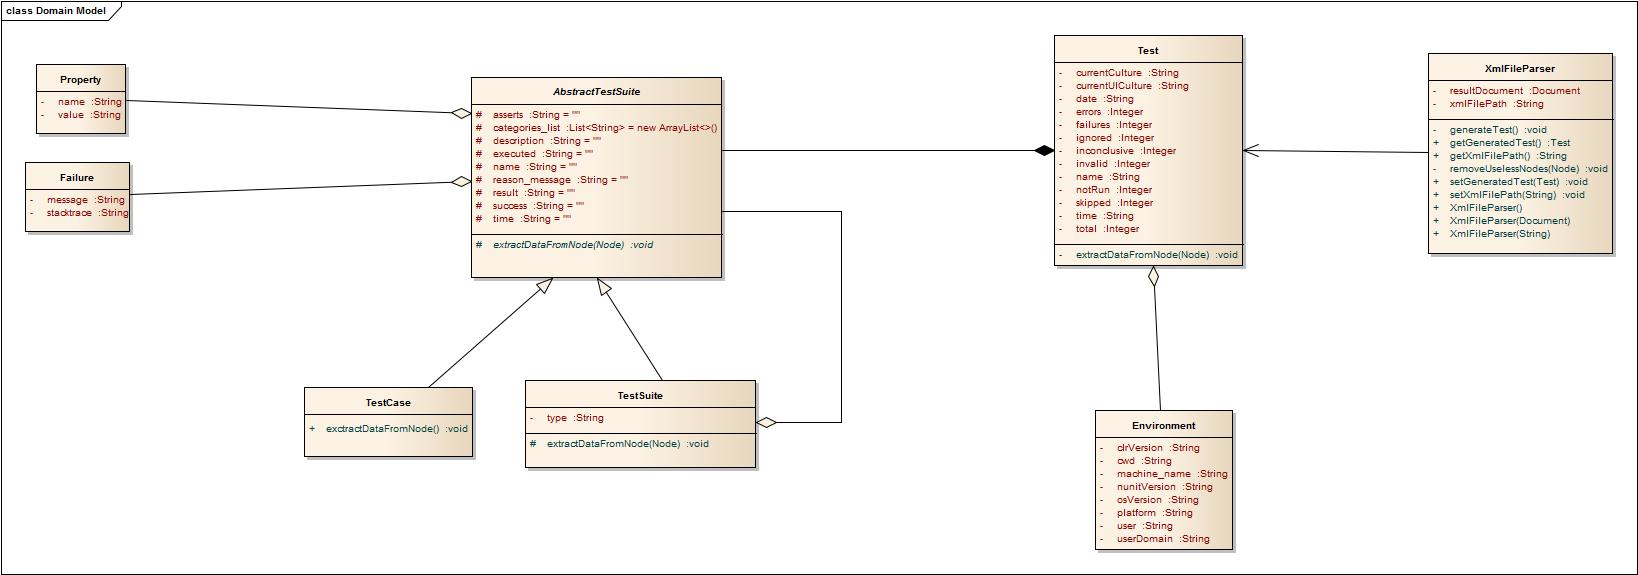 class Domain Model
Property
- name :String
- value :String
Failure
- message :String
- stacktrace :String
AbstractTestSuite
# asserts :String = ""
# categories_list :List<String> = new ArrayList<>()
# description :String = ""
# executed :String = ""
# name :String = ""
# reason_message :String = ""
# result :String = ""
# success :String = ""
# time :String = ""
# extractDataFromNode(Node) :void
TestCase
+ exctractDataFromNode() :void
TestSuite
- type :String
# extractDataFromNode(Node) :void
Test
- currentCulture :String
- currentUICulture :String
- date :String
- errors :Integer
- failures :Integer
- ignored :Integer
- inconclusive :Integer
- invalid :Integer
- name :String
- notRun :Integer
- skipped :Integer
- time :String
- total :Integer
- extractDataFromNode(Node) :void
Environment
- clrVersion :String
- cwd :String
- machine_name :String
- nunitVersion :String
- osVersion :String
- platform :String
- user :String
- userDomain :String
XmlFileParser
- resultDocument :Document
- xmlFilePath :String
- generateTest() :void
+ getGeneratedTest() :Test
+ getXmlFilePath() :String
- removeUselessNodes(Node) :void
+ setGeneratedTest(Test) :void
+ setXmlFilePath(String) :void
+ XmlFileParser()
+ XmlFileParser(Document)
+ XmlFileParser(String)